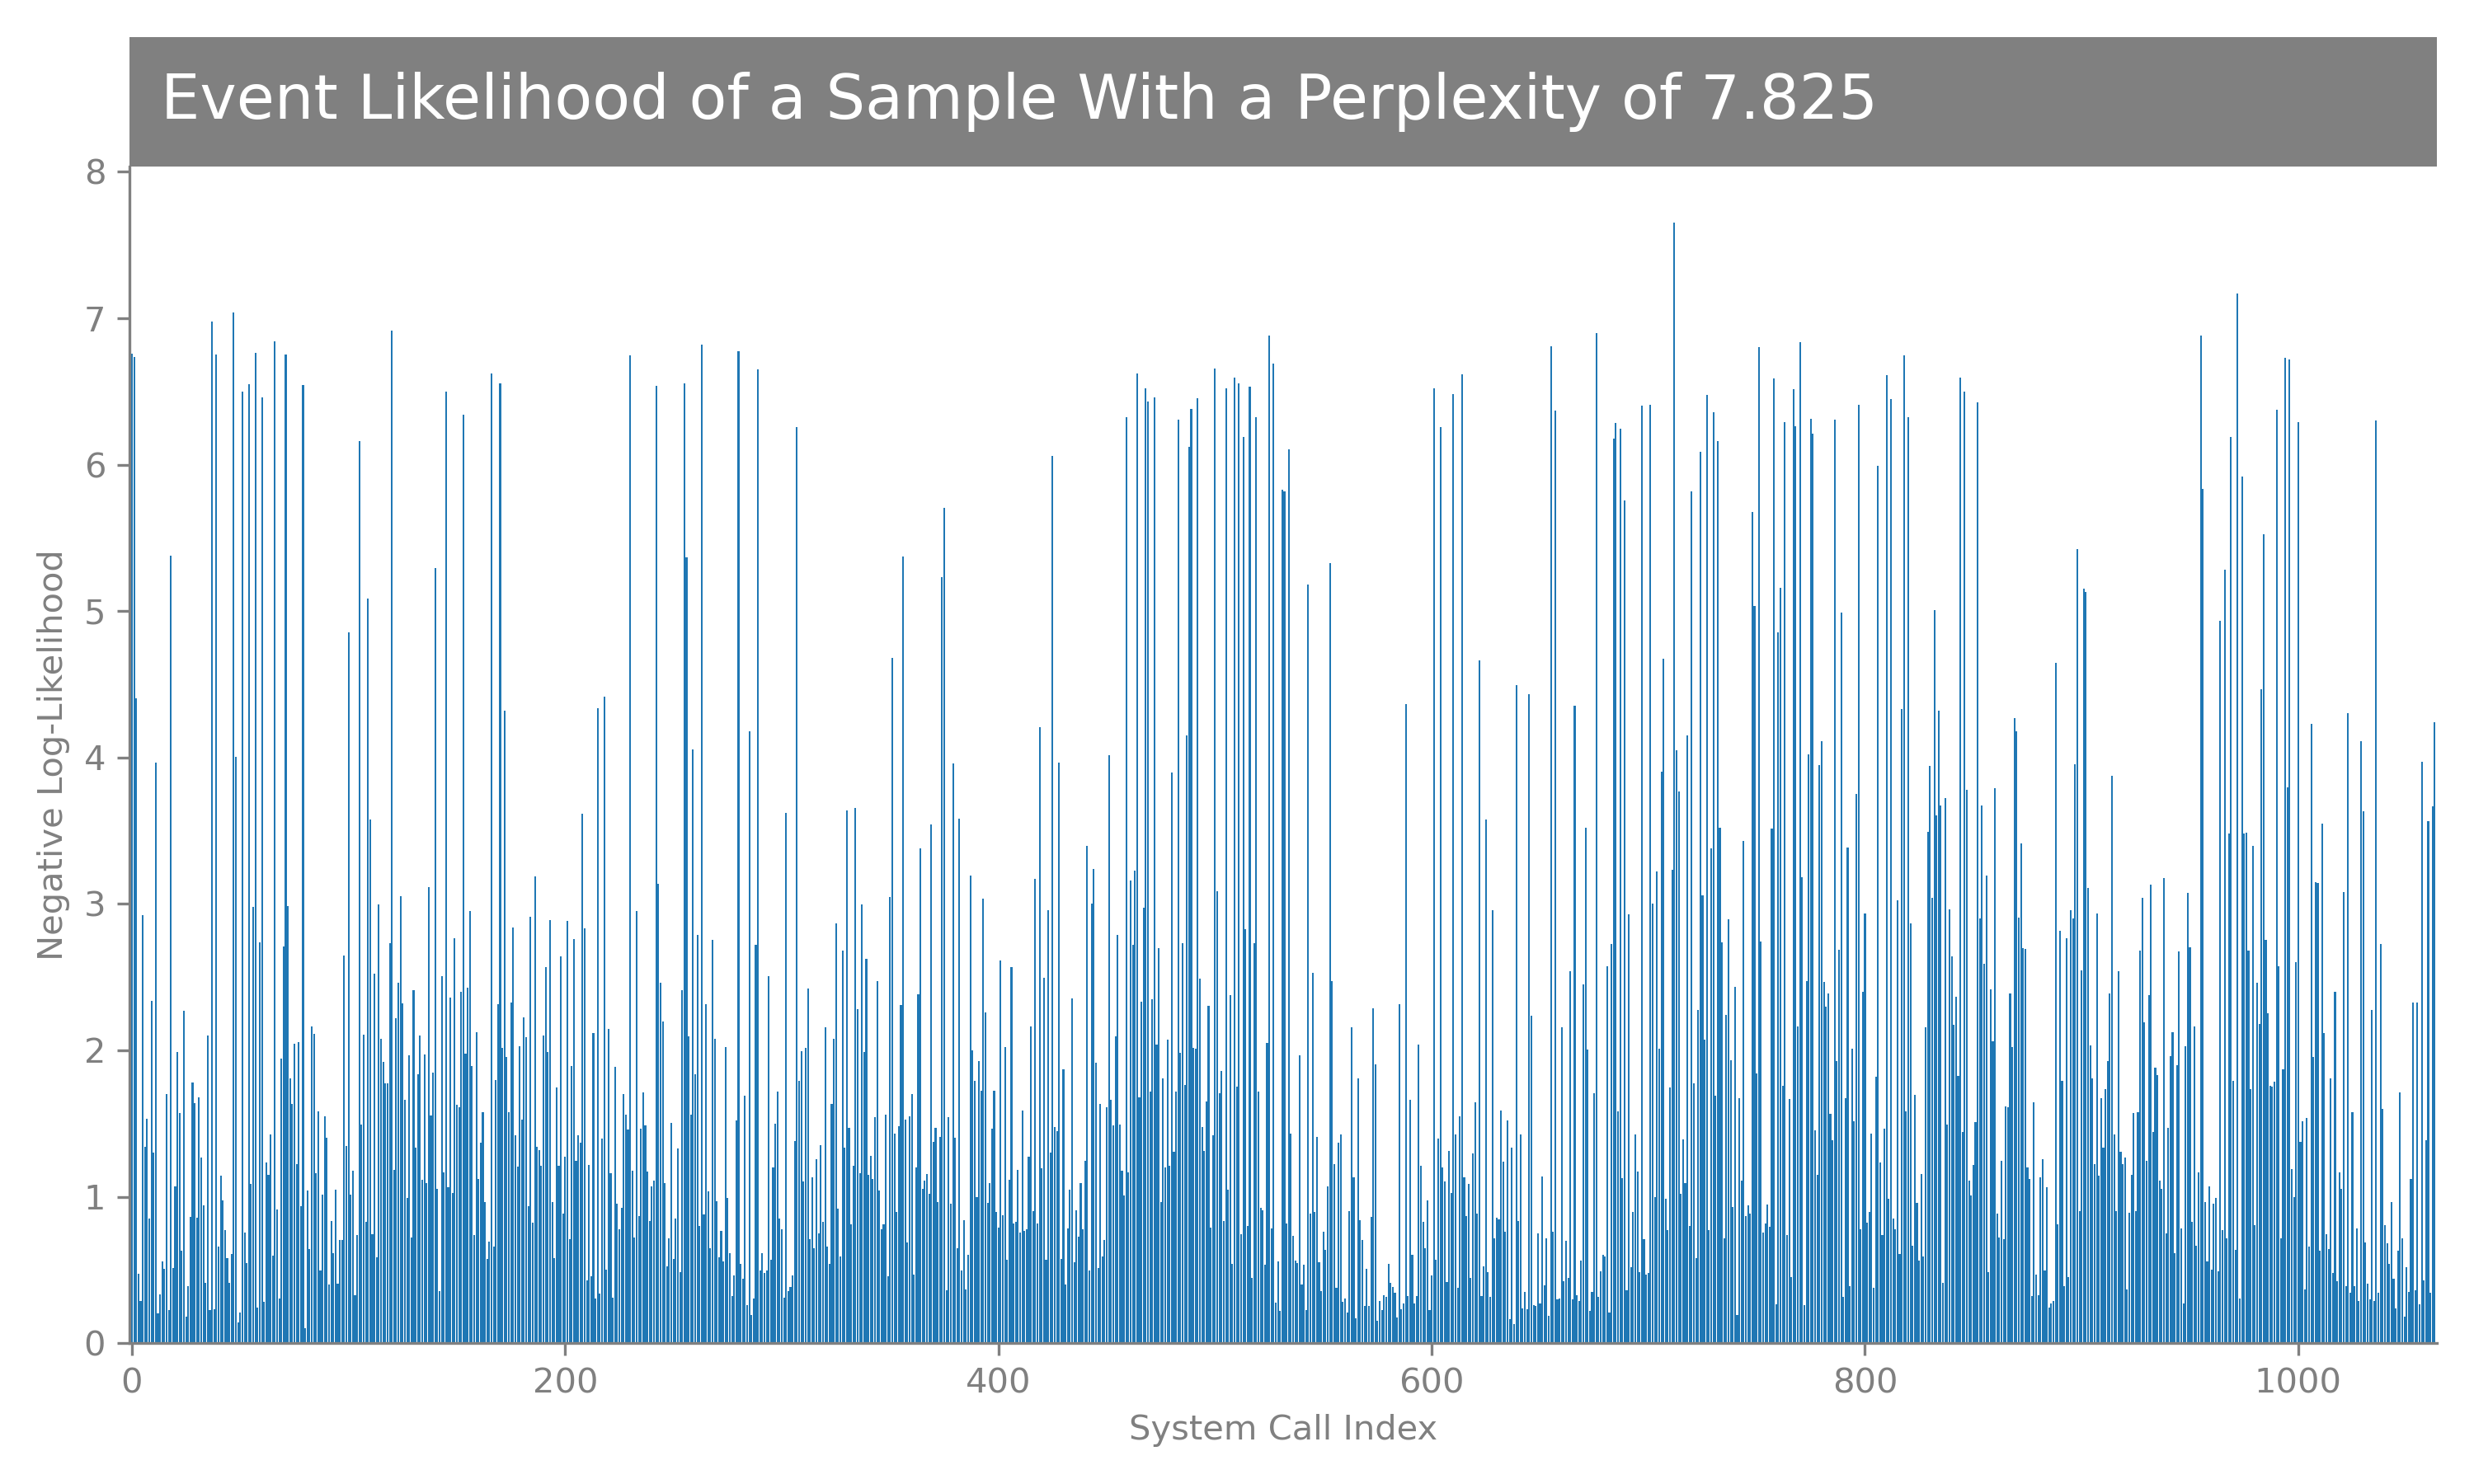 Event Likelihood of a Sample With a Perplexity of 7.825
8
7
6
5
4
3
2
1
0
Negative Log-Likelihood
0 200 400 600 800 1000
System Call Index